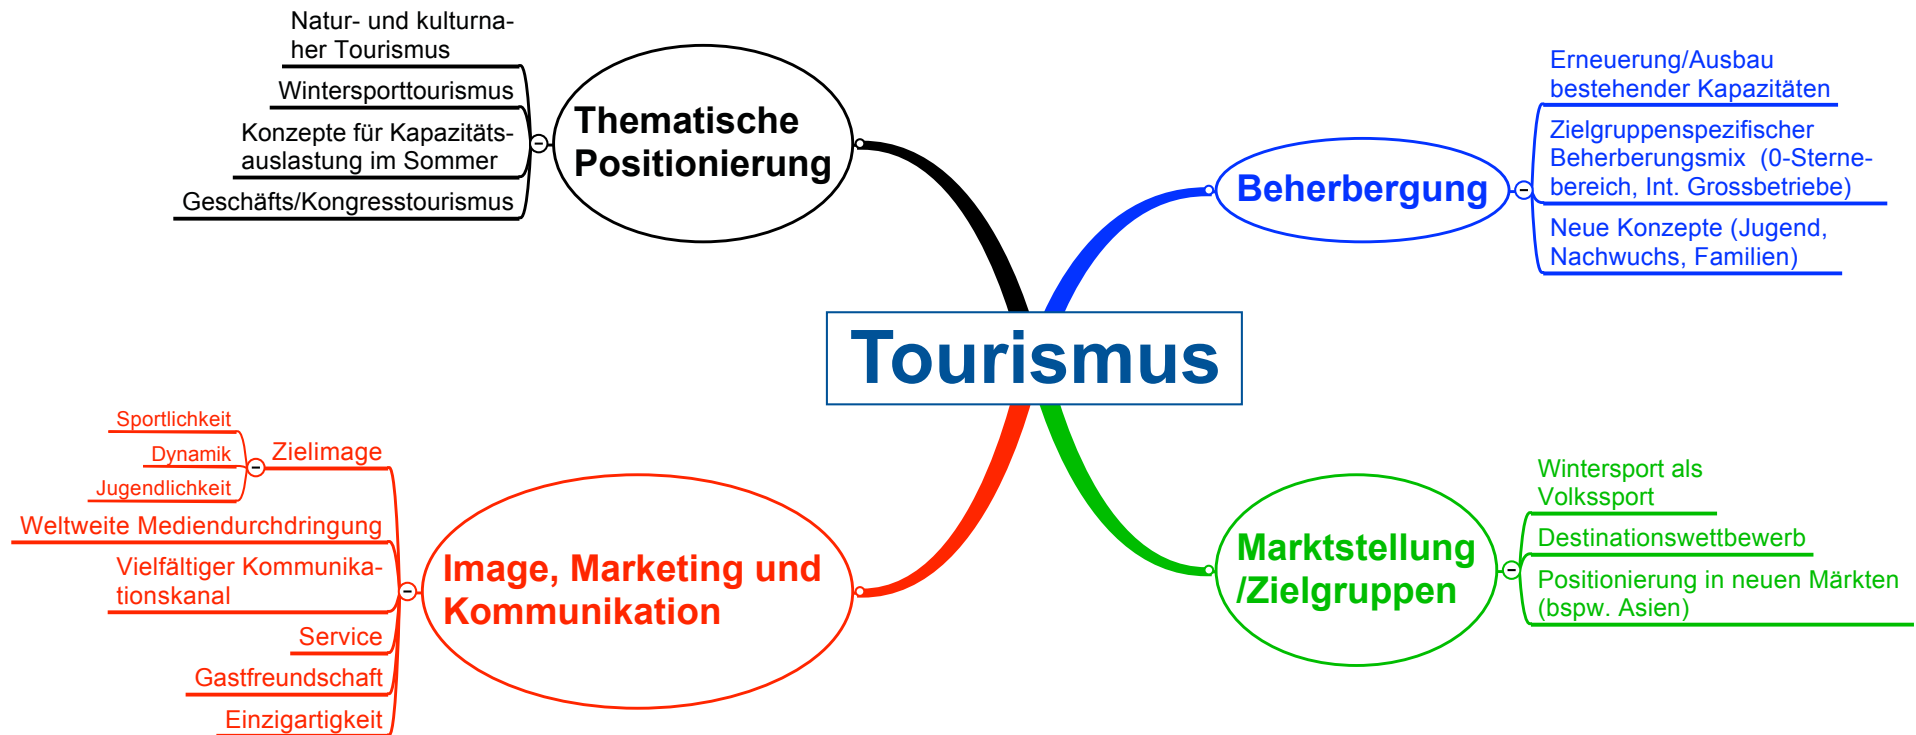 Natur- und kulturna-
her Tourismus
Wintersporttourismus
Konzepte für Kapazitäts-
auslastung im Sommer
Geschäfts/Kongresstourismus
Thematische
Positionierung
Erneuerung/Ausbau
bestehender Kapazitäten
Zielgruppenspezifischer
Beherberungsmix (0-Sterne-
bereich, Int. Grossbetriebe)
Neue Konzepte (Jugend,
Nachwuchs, Familien)
Beherbergung
Tourismus
Sportlichkeit
Dynamik
Jugendlichkeit
Zielimage
Weltweite Mediendurchdringung
Vielfältiger Kommunika-
tionskanal
Service
Gastfreundschaft
Einzigartigkeit
Image, Marketing und
Kommunikation
Marktstellung
/Zielgruppen
Wintersport als
Volkssport
Destinationswettbewerb
Positionierung in neuen Märkten
(bspw. Asien)